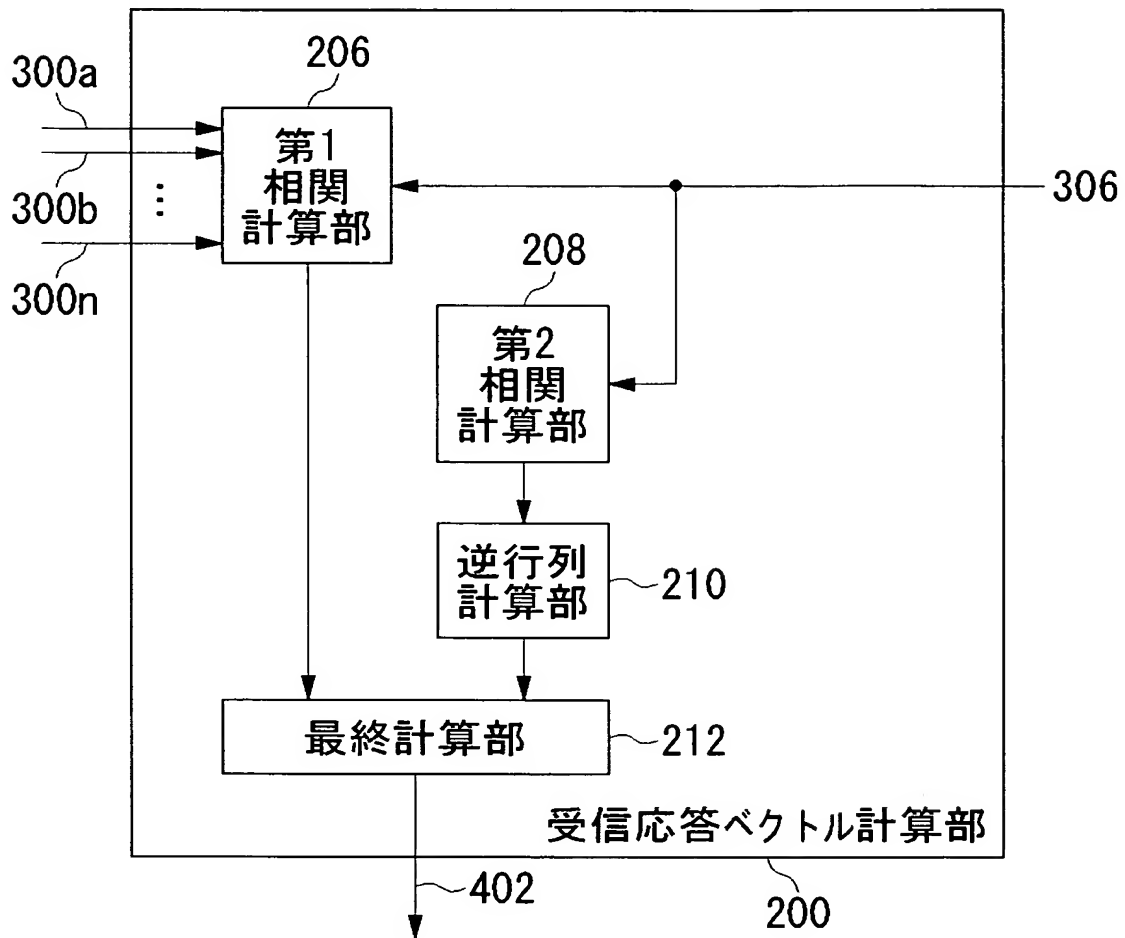 206
300a
第1
相関
計算部
300b
⋮
306
300n
208
第2
相関
計算部
逆行列
計算部
210
最終計算部
212
受信応答ベクトル計算部
402
200